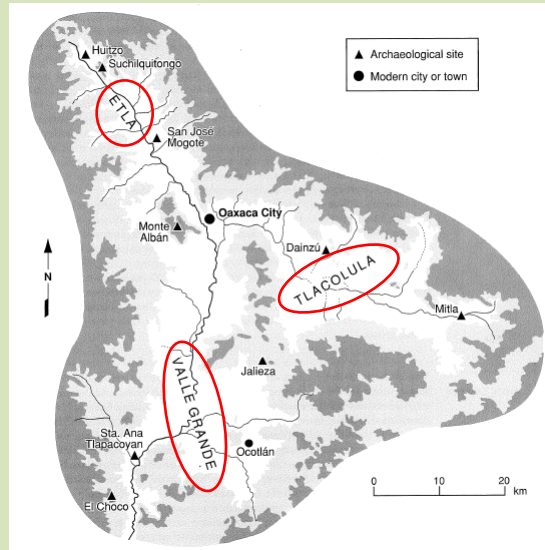 Huitzo
Suchilquitongo
ETLA
San José
Mogote
Archaeological site
Modern city or town
Oaxaca City
Monte
Albán
Dainzú
TLACOLULA
N
Mitla
VALLE GRANDE
Jalieza
Sta. Ana
Tlapacoyan
Ocotlán
El Choco
0 10 20
km